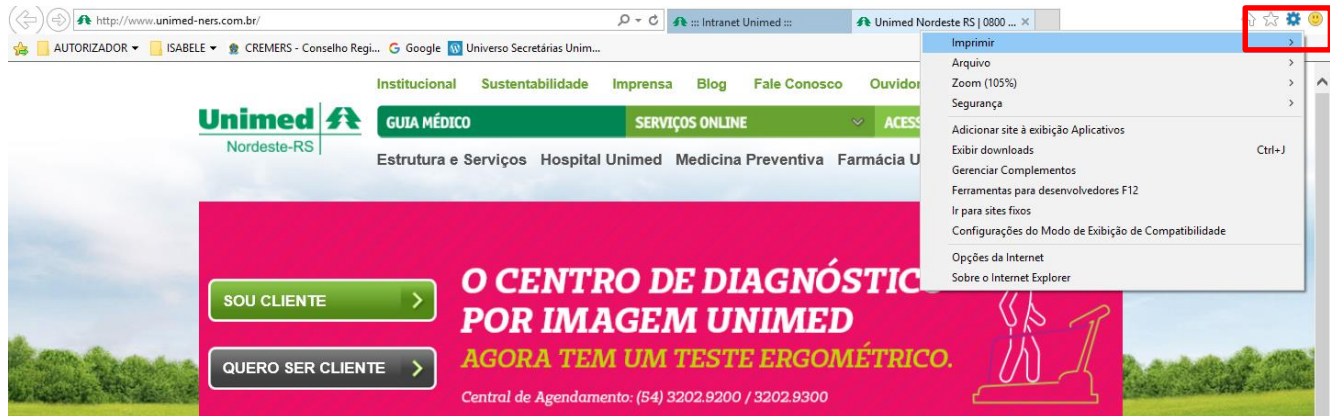 http://www.unimed-ners.com.br/
::: Intranet Unimed :::
Unimed Nordeste RS | 0800 ...
AUTORIZADOR
ISABELE
CREMERS - Conselho Regi...
Google
Universo Secretárias Unim...
Imprimir
Arquivo
Zoom (105%)
Segurança
Adicionar site à exibição Aplicativos
Exibir downloads Ctrl+J
Gerenciar Complementos
Ferramentas para desenvolvedores F12
Ir para sites fixos
Configurações do Modo de Exibição de Compatibilidade
Opções da Internet
Sobre o Internet Explorer
Institucional Sustentabilidade Imprensa Blog Fale Conosco Ouvidor
Unimed
Nordeste-RS
GUIA MÉDICO SERVIÇOS ONLINE ACESS
Estrutura e Serviços Hospital Unimed Medicina Preventiva Farmácia U
SOU CLIENTE
QUERO SER CLIENTE
O CENTRO DE DIAGNÓSTIC
POR IMAGEM UNIMED
AGORA TEM UM TESTE ERGOMÉTRICO.
Central de Agendamento: (54) 3202.9200 / 3202.9300